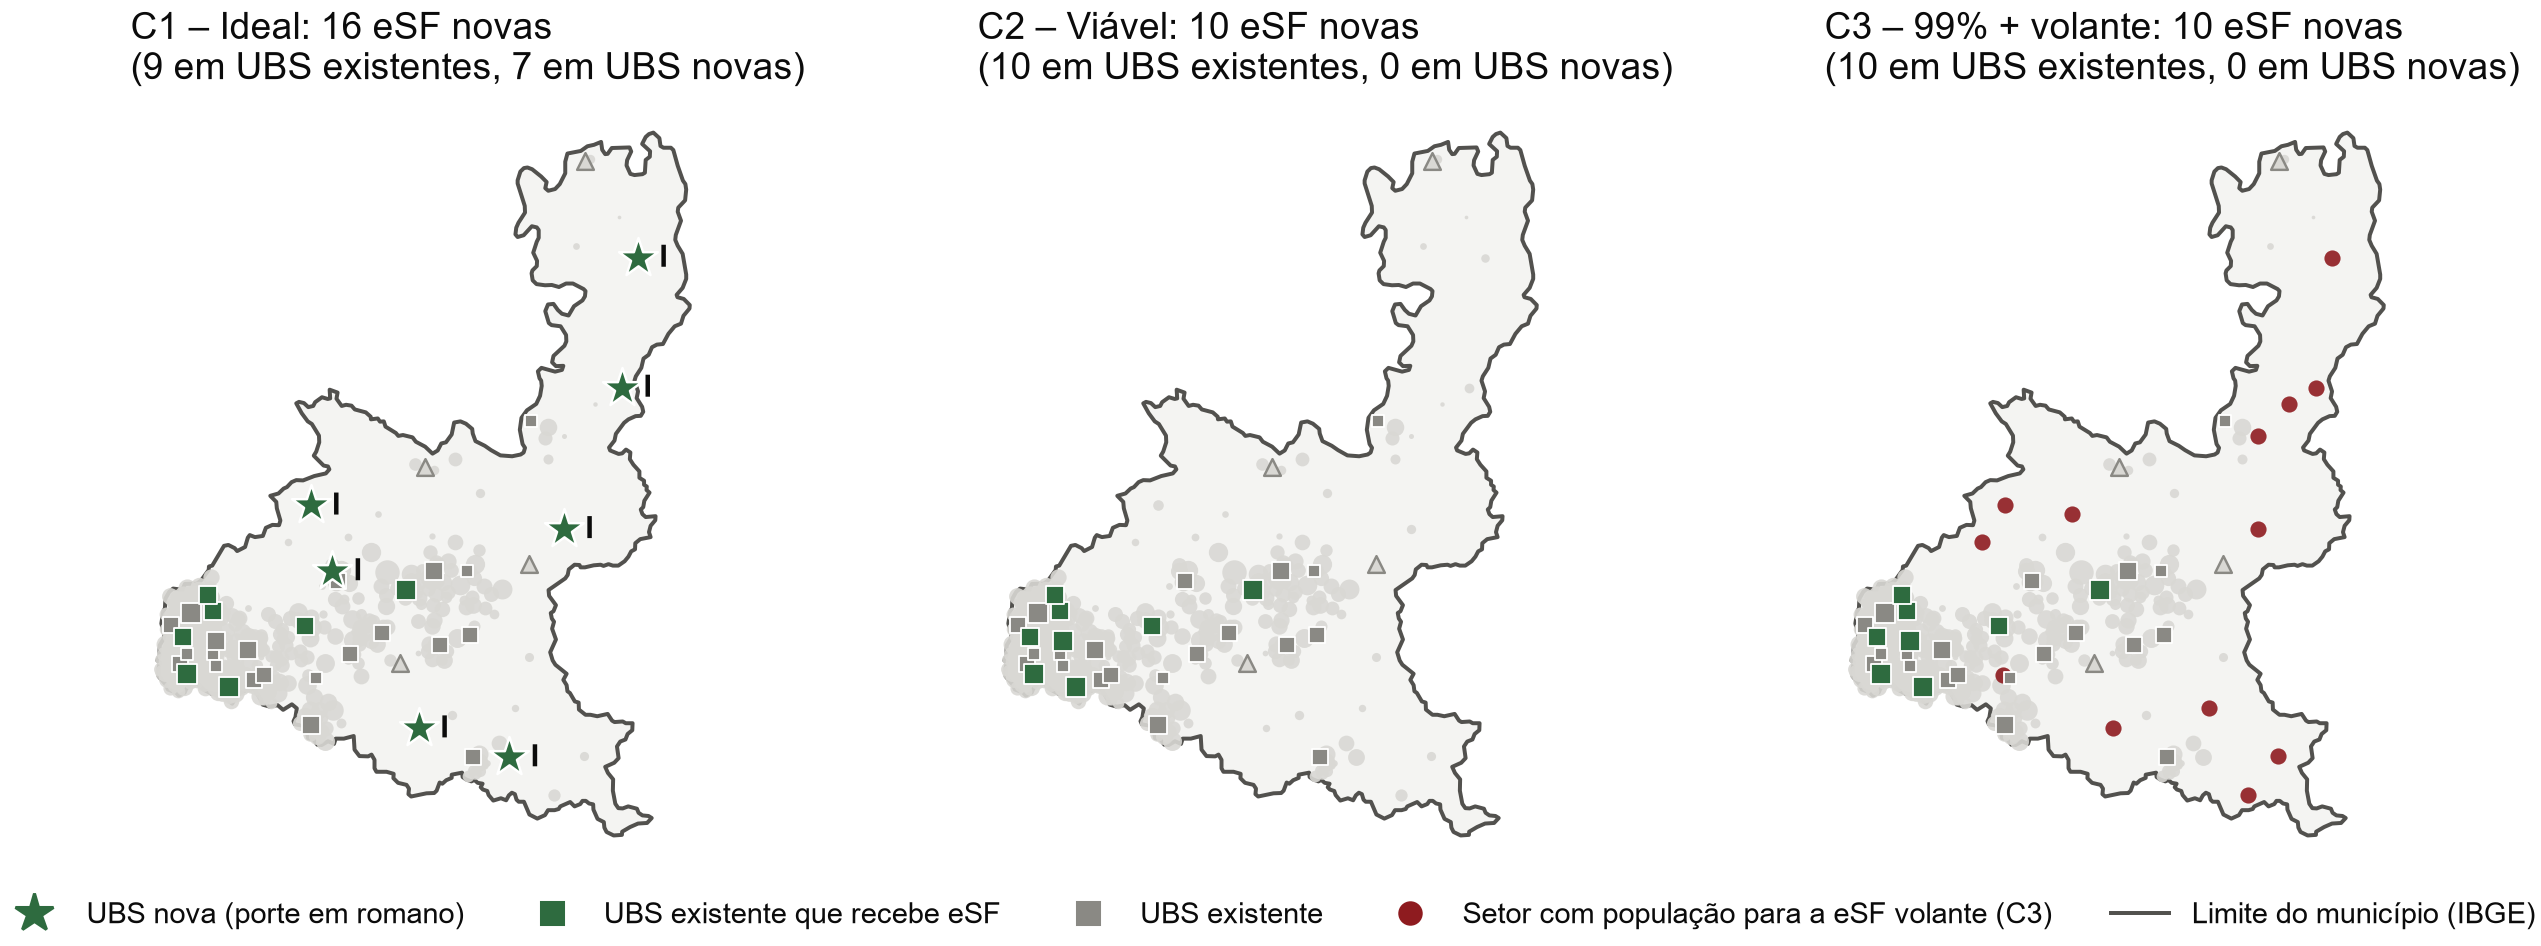 C1 – Ideal: 16 eSF novas
(9 em UBS existentes, 7 em UBS novas)
C2 – Viável: 10 eSF novas
(10 em UBS existentes, 0 em UBS novas)
C3 – 99% + volante: 10 eSF novas
(10 em UBS existentes, 0 em UBS novas)
I
I
I
I
I
I
I
UBS nova (porte em romano)
UBS existente que recebe eSF
UBS existente
Setor com população para a eSF volante (C3)
Limite do município (IBGE)